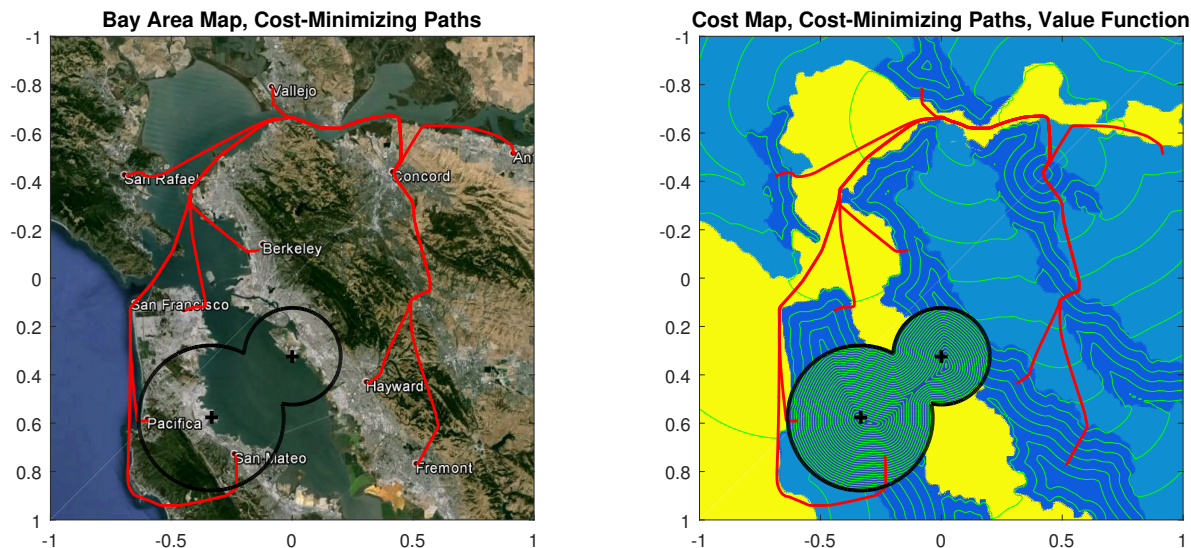 Bay Area Map, Cost-Minimizing Paths
-1
-0.8
-0.6
-0.4
-0.2
0
0.2
0.4
0.6
0.8
1
-1
-0.5
0
0.5
1
Vallejo
Ant
San Rafael
Concord
Berkeley
San Francisco
Hayward
Pacifica
San Mateo
Fremont
Cost Map, Cost-Minimizing Paths, Value Function
-1
-0.8
-0.6
-0.4
-0.2
0
0.2
0.4
0.6
0.8
1
-1
-0.5
0
0.5
1